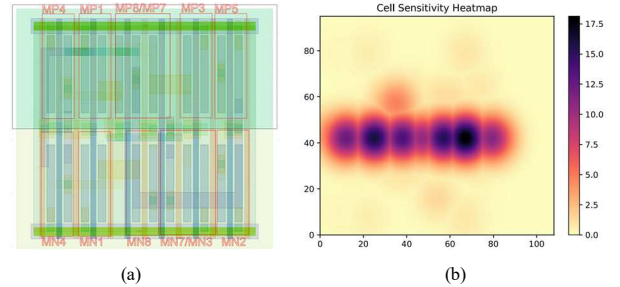 MP4 MP1 MP8/MP7 MP3 MP5
MN4 MN1 MN8 MN7/MN3 MN2
(a)
Cell Sensitivity Heatmap
80
60
40
20
0
0 20 40 60 80 100
17.5
15.0
12.5
10.0
7.5
5.0
2.5
0.0
(b)